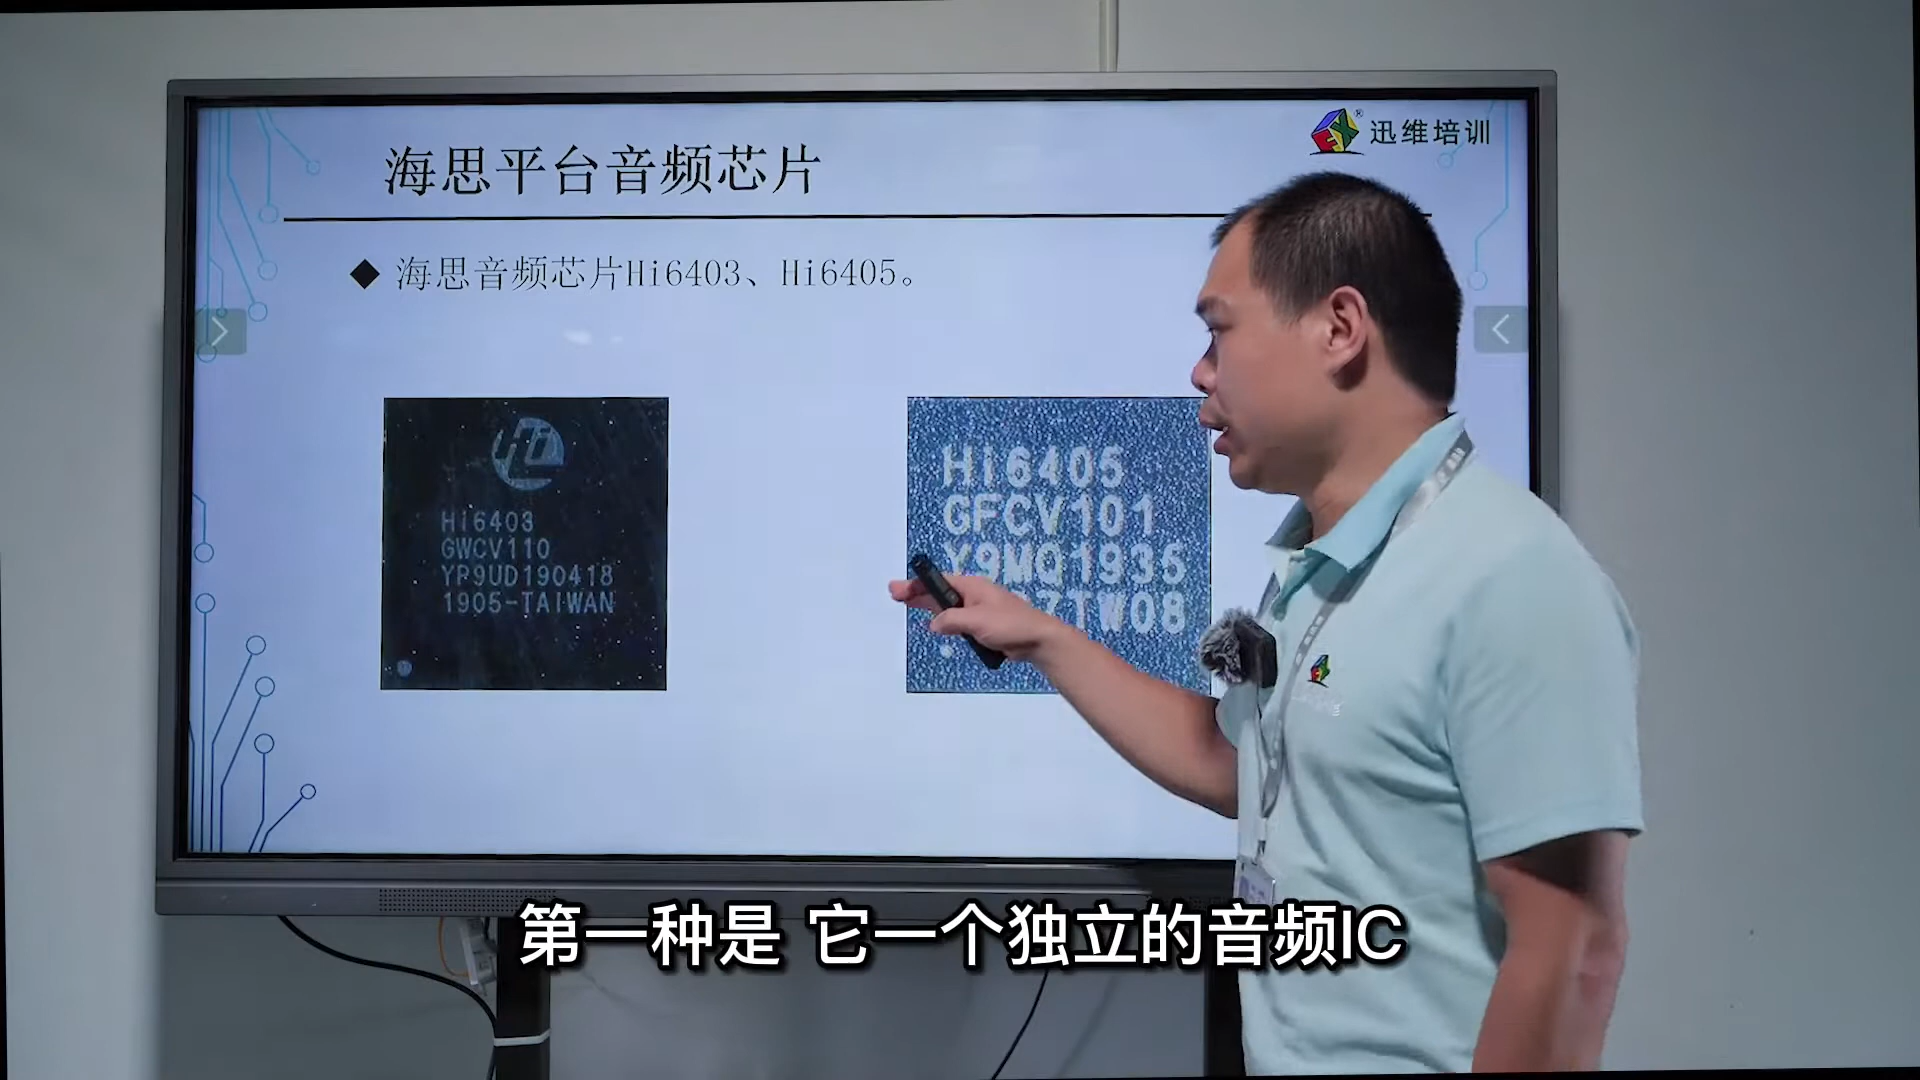 迅维培训
海思平台音频芯片
◆ 海思音频芯片Hi6403、Hi6405。
Hi6403
GWCV110
YP9UD190418
1905-TAIWAN
Hi6405
GFCV101
Y9MQ1935
7TW08
第一种是 它一个独立的音频IC